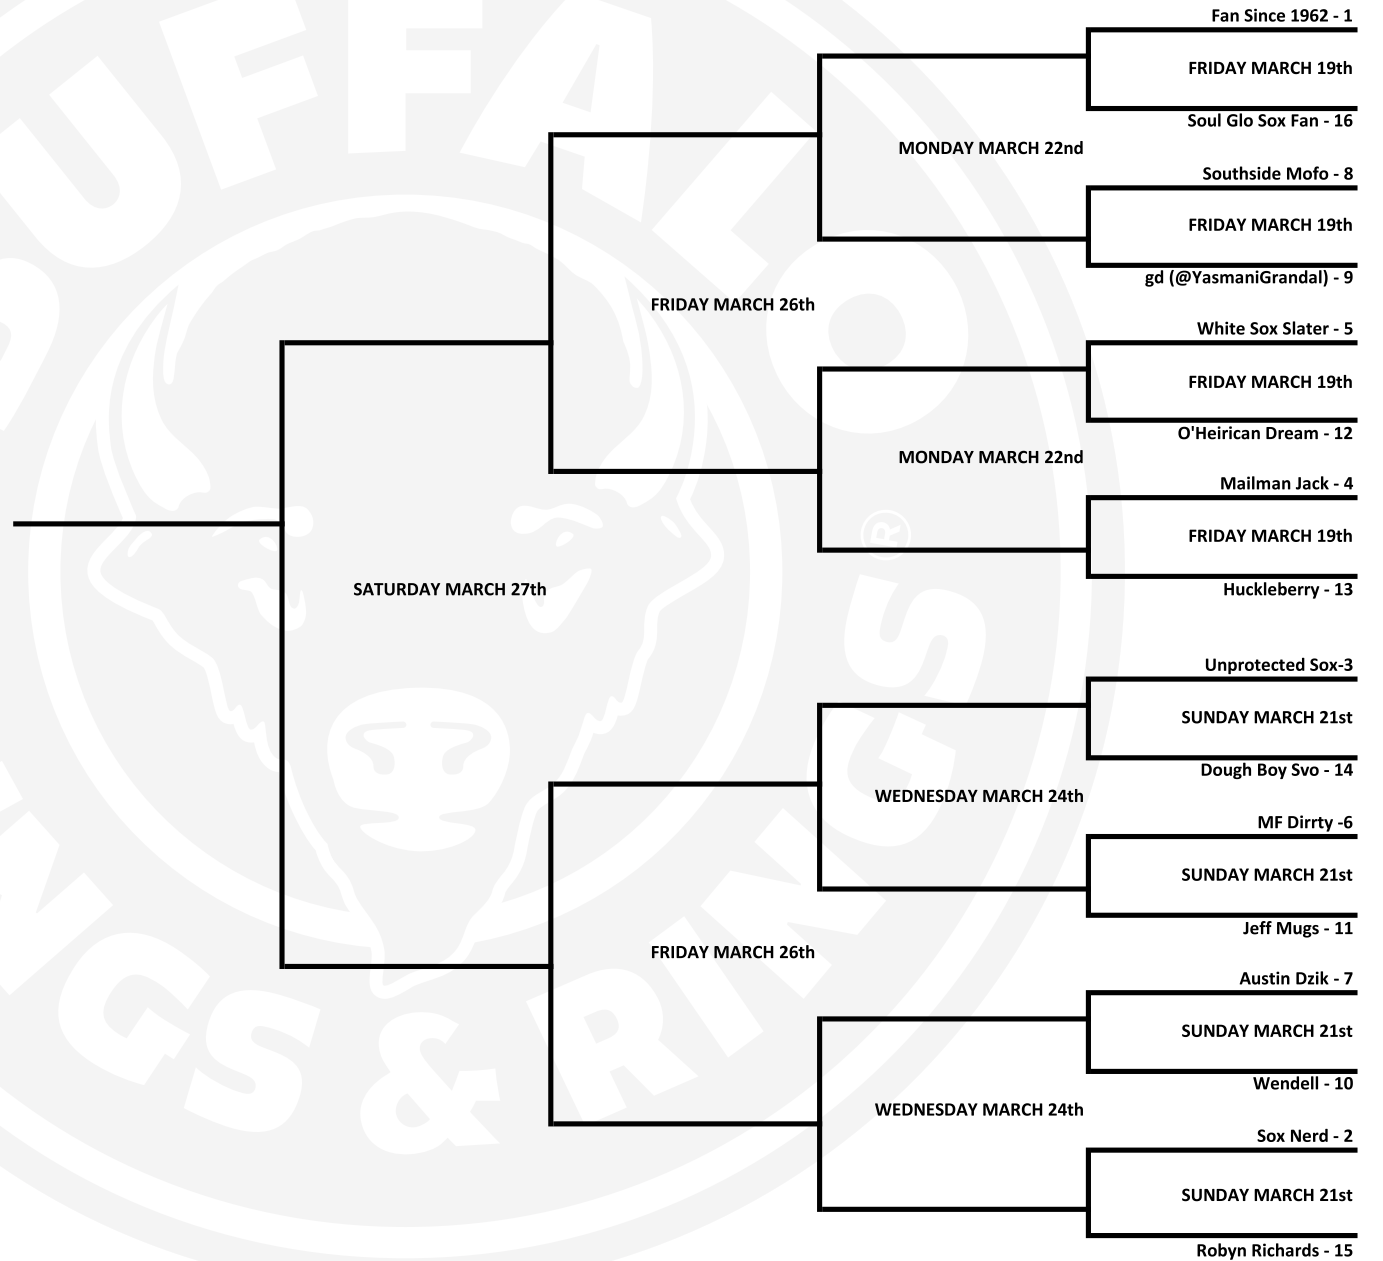 Fan Since 1962 - 1
FRIDAY MARCH 19th
Soul Glo Sox Fan - 16
MONDAY MARCH 22nd
Southside Mofo - 8
FRIDAY MARCH 19th
gd (@YasmaniGrandal) - 9
FRIDAY MARCH 26th
White Sox Slater - 5
FRIDAY MARCH 19th
O'Heirican Dream - 12
MONDAY MARCH 22nd
Mailman Jack - 4
FRIDAY MARCH 19th
Huckleberry - 13
SATURDAY MARCH 27th
Unprotected Sox-3
SUNDAY MARCH 21st
Dough Boy Svo - 14
WEDNESDAY MARCH 24th
MF Dirrty -6
SUNDAY MARCH 21st
Jeff Mugs - 11
FRIDAY MARCH 26th
Austin Dzik - 7
SUNDAY MARCH 21st
Wendell - 10
WEDNESDAY MARCH 24th
Sox Nerd - 2
SUNDAY MARCH 21st
Robyn Richards - 15
BUFFALO
WINGS & RINGS
®